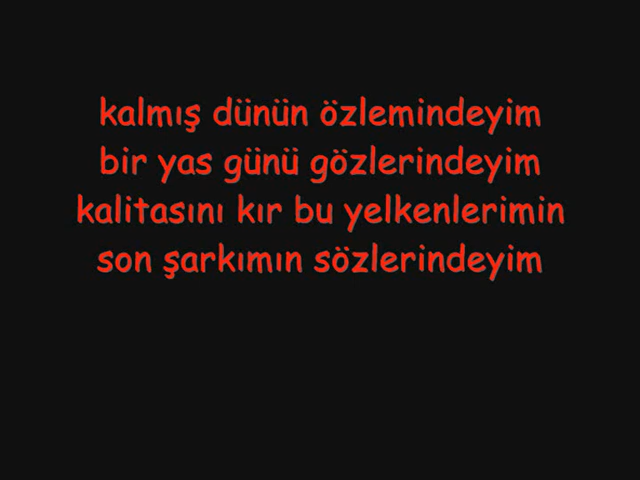 kalmış dünün özlemindeyim
bir yas günü gözlerindeyim
kalitasını kır bu yelkenlerimin
son şarkımın sözlerindeyim